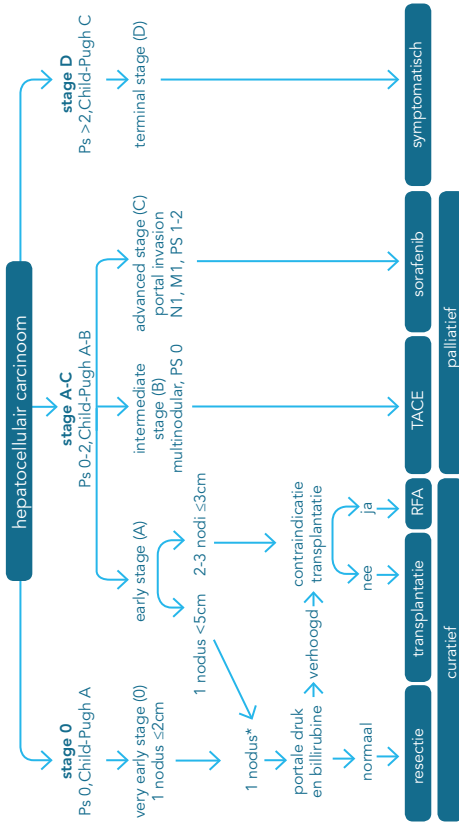 hepatocellulair carcinoom
stage 0
Ps 0,Child-Pugh A
stage A-C
Ps 0-2,Child-Pugh A-B
stage D
Ps >2,Child-Pugh C
very early stage (0)
1 nodus ≤2cm
early stage (A)
intermediate
stage (B)
multinodular, PS 0
advanced stage (C)
portal invasion
N1, M1, PS 1-2
terminal stage (D)
1 nodus <5cm
2-3 nodi ≤3cm
1 nodus*
portale druk
en billirubine
verhoogd
contraindicatie
transplantatie
normaal
nee
ja
resectie
transplantatie
RFA
TACE
sorafenib
symptomatisch
curatief
palliatief